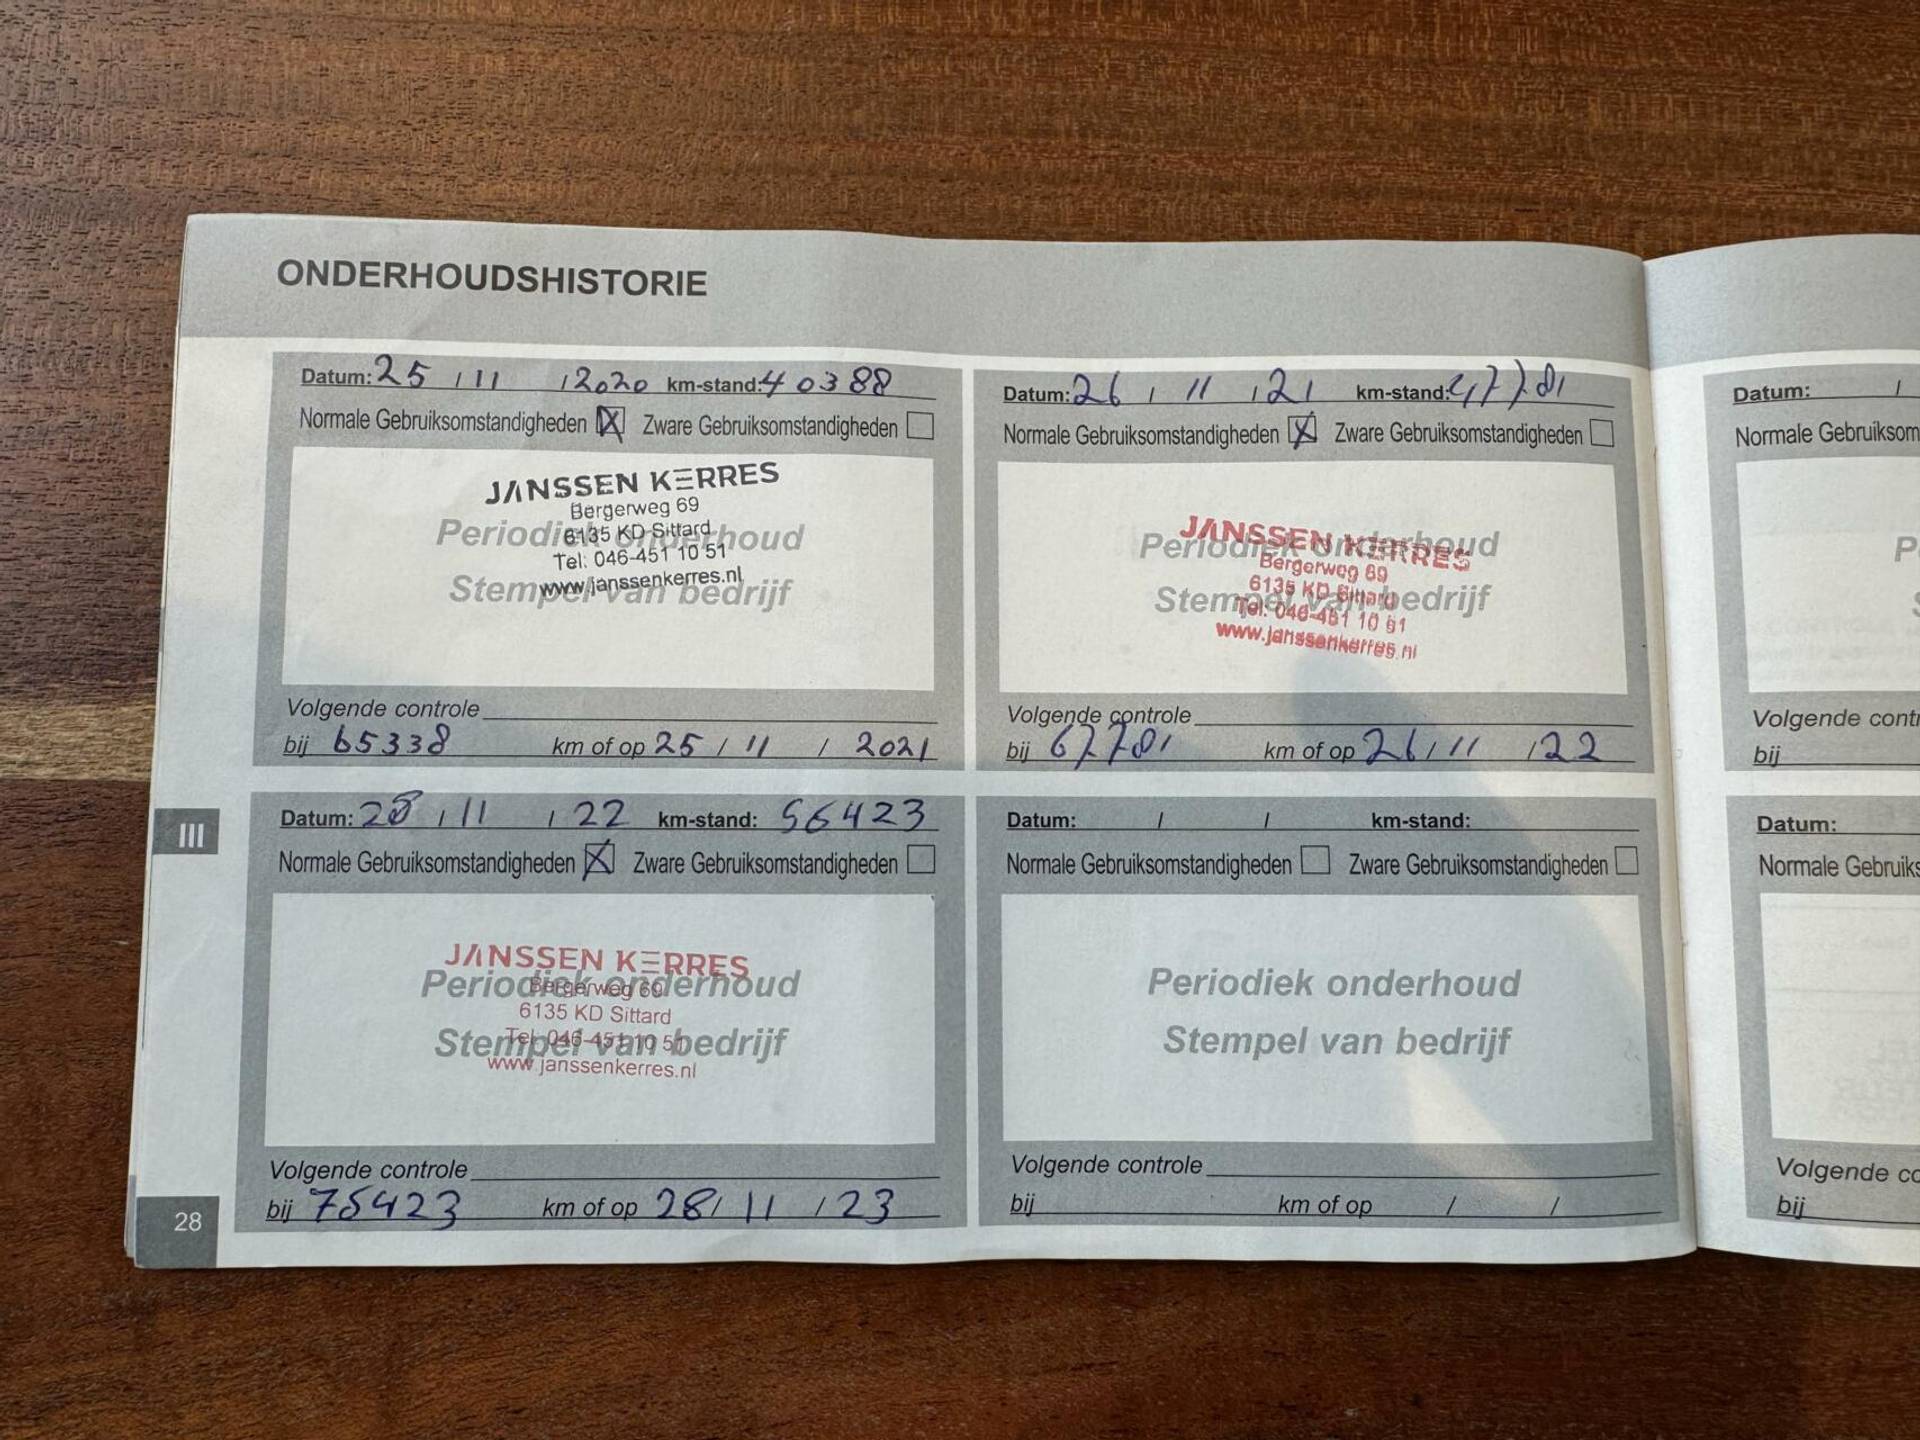 ONDERHOUDSHISTORIE
Datum: 25 / 11 / 2020 km-stand: 40388
Normale Gebruiksomstandigheden X Zware Gebruiksomstandigheden
JANSSEN KERRES
Bergerweg 69
Periodiek onderhoud
6135 KD Sittard
Tel: 046-451 10 51
www.janssenkerres.nl
Stempel van bedrijf
Volgende controle
bij 65338 km of op 25 / 11 / 2021
Datum: 26 / 11 / 21 km-stand: 47781
Normale Gebruiksomstandigheden X Zware Gebruiksomstandigheden
JANSSEN KERRES
Periodiek onderhoud
Bergerweg 69
6135 KD Sittard
Stempel van bedrijf
Tel: 046-451 10 51
www.janssenkerres.nl
Volgende controle
bij 67781 km of op 26 / 11 / 22
III
Datum: 28 / 11 / 22 km-stand: 56423
Normale Gebruiksomstandigheden X Zware Gebruiksomstandigheden
JANSSEN KERRES
Periodiek onderhoud
Bergerweg 69
6135 KD Sittard
Tel: 046-451 10 51
Stempel van bedrijf
www.janssenkerres.nl
Volgende controle
bij 75423 km of op 28 / 11 / 23
Datum: / / km-stand:
Normale Gebruiksomstandigheden Zware Gebruiksomstandigheden
Periodiek onderhoud
Stempel van bedrijf
Volgende controle
bij km of op / /
28
Datum: /
Normale Gebruiksom
P
S
Volgende contr
bij
Datum:
Normale Gebruiks
Volgende co
bij